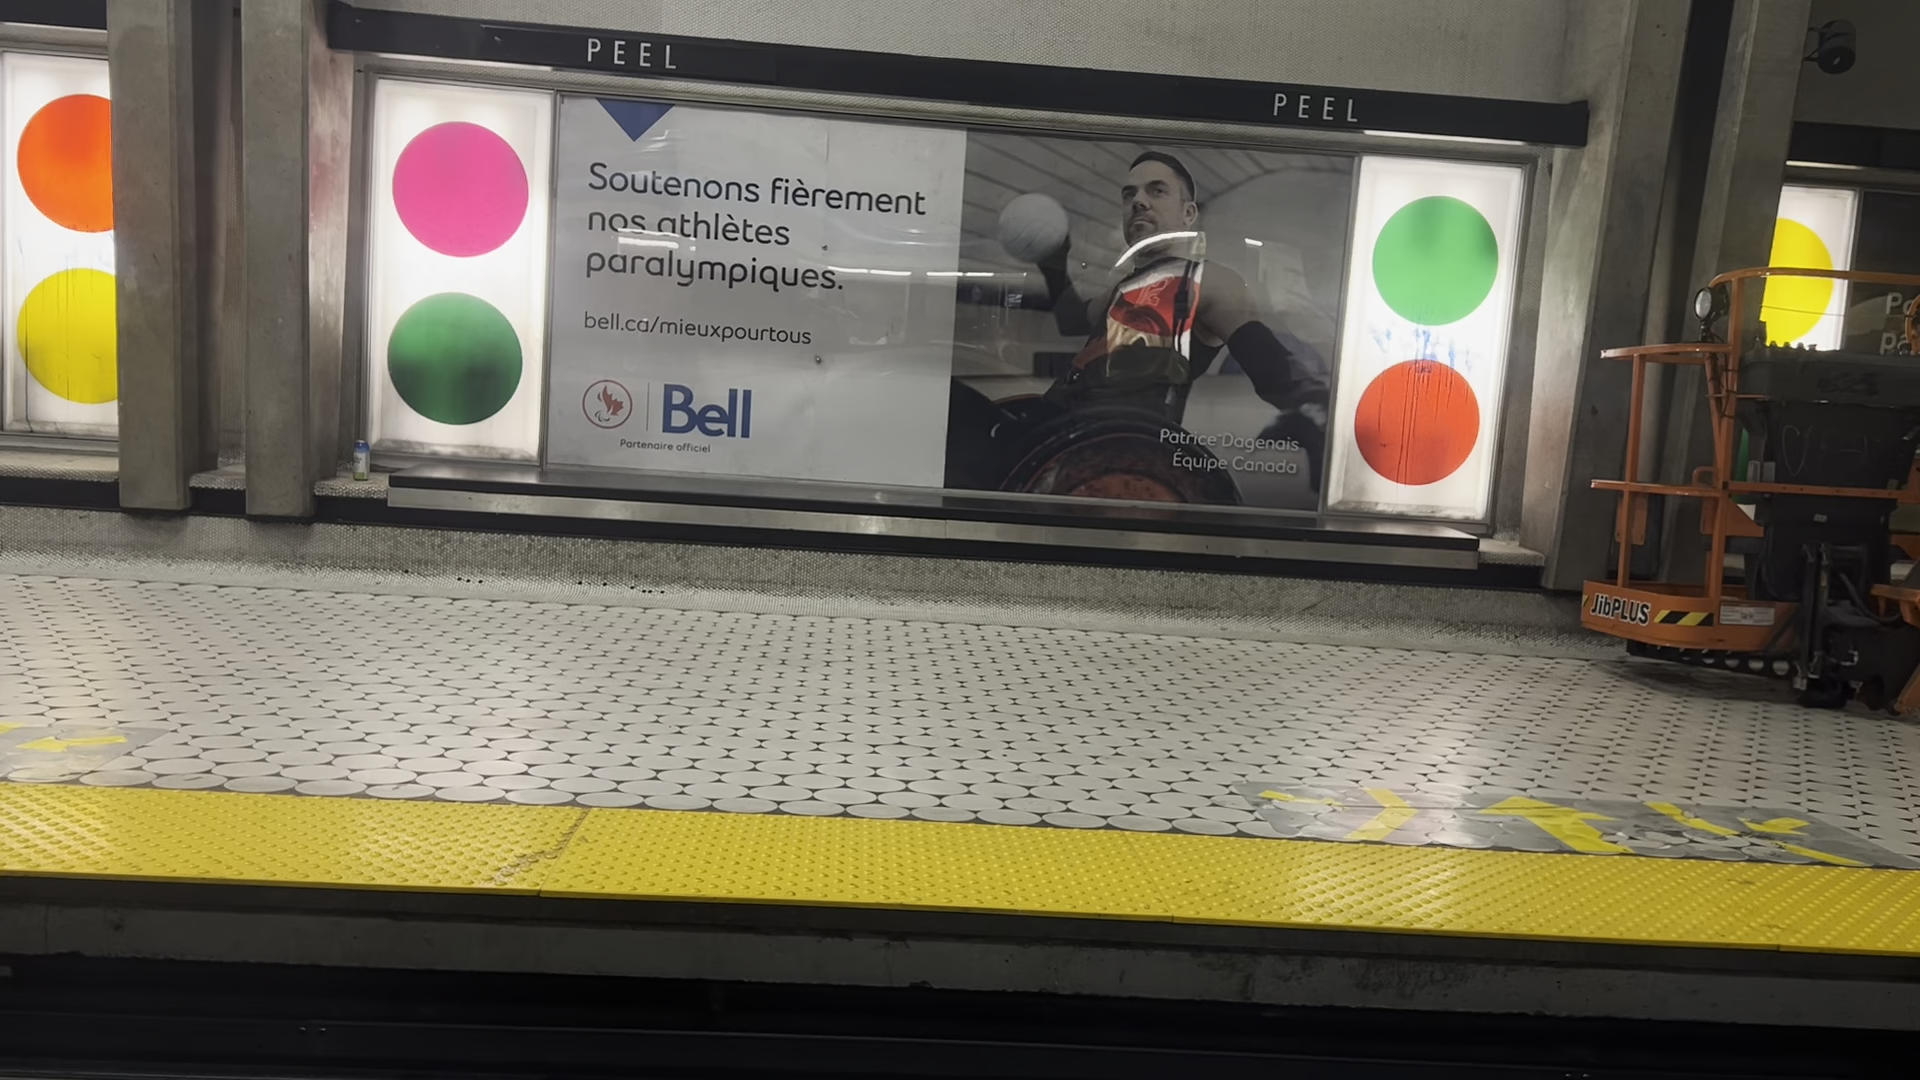 PEEL
PEEL
Soutenons fièrement
nos athlètes
paralympiques.
bell.ca/mieuxpourtous
Bell
Partenaire officiel
Patrice Dagenais
Équipe Canada
JibPLUS